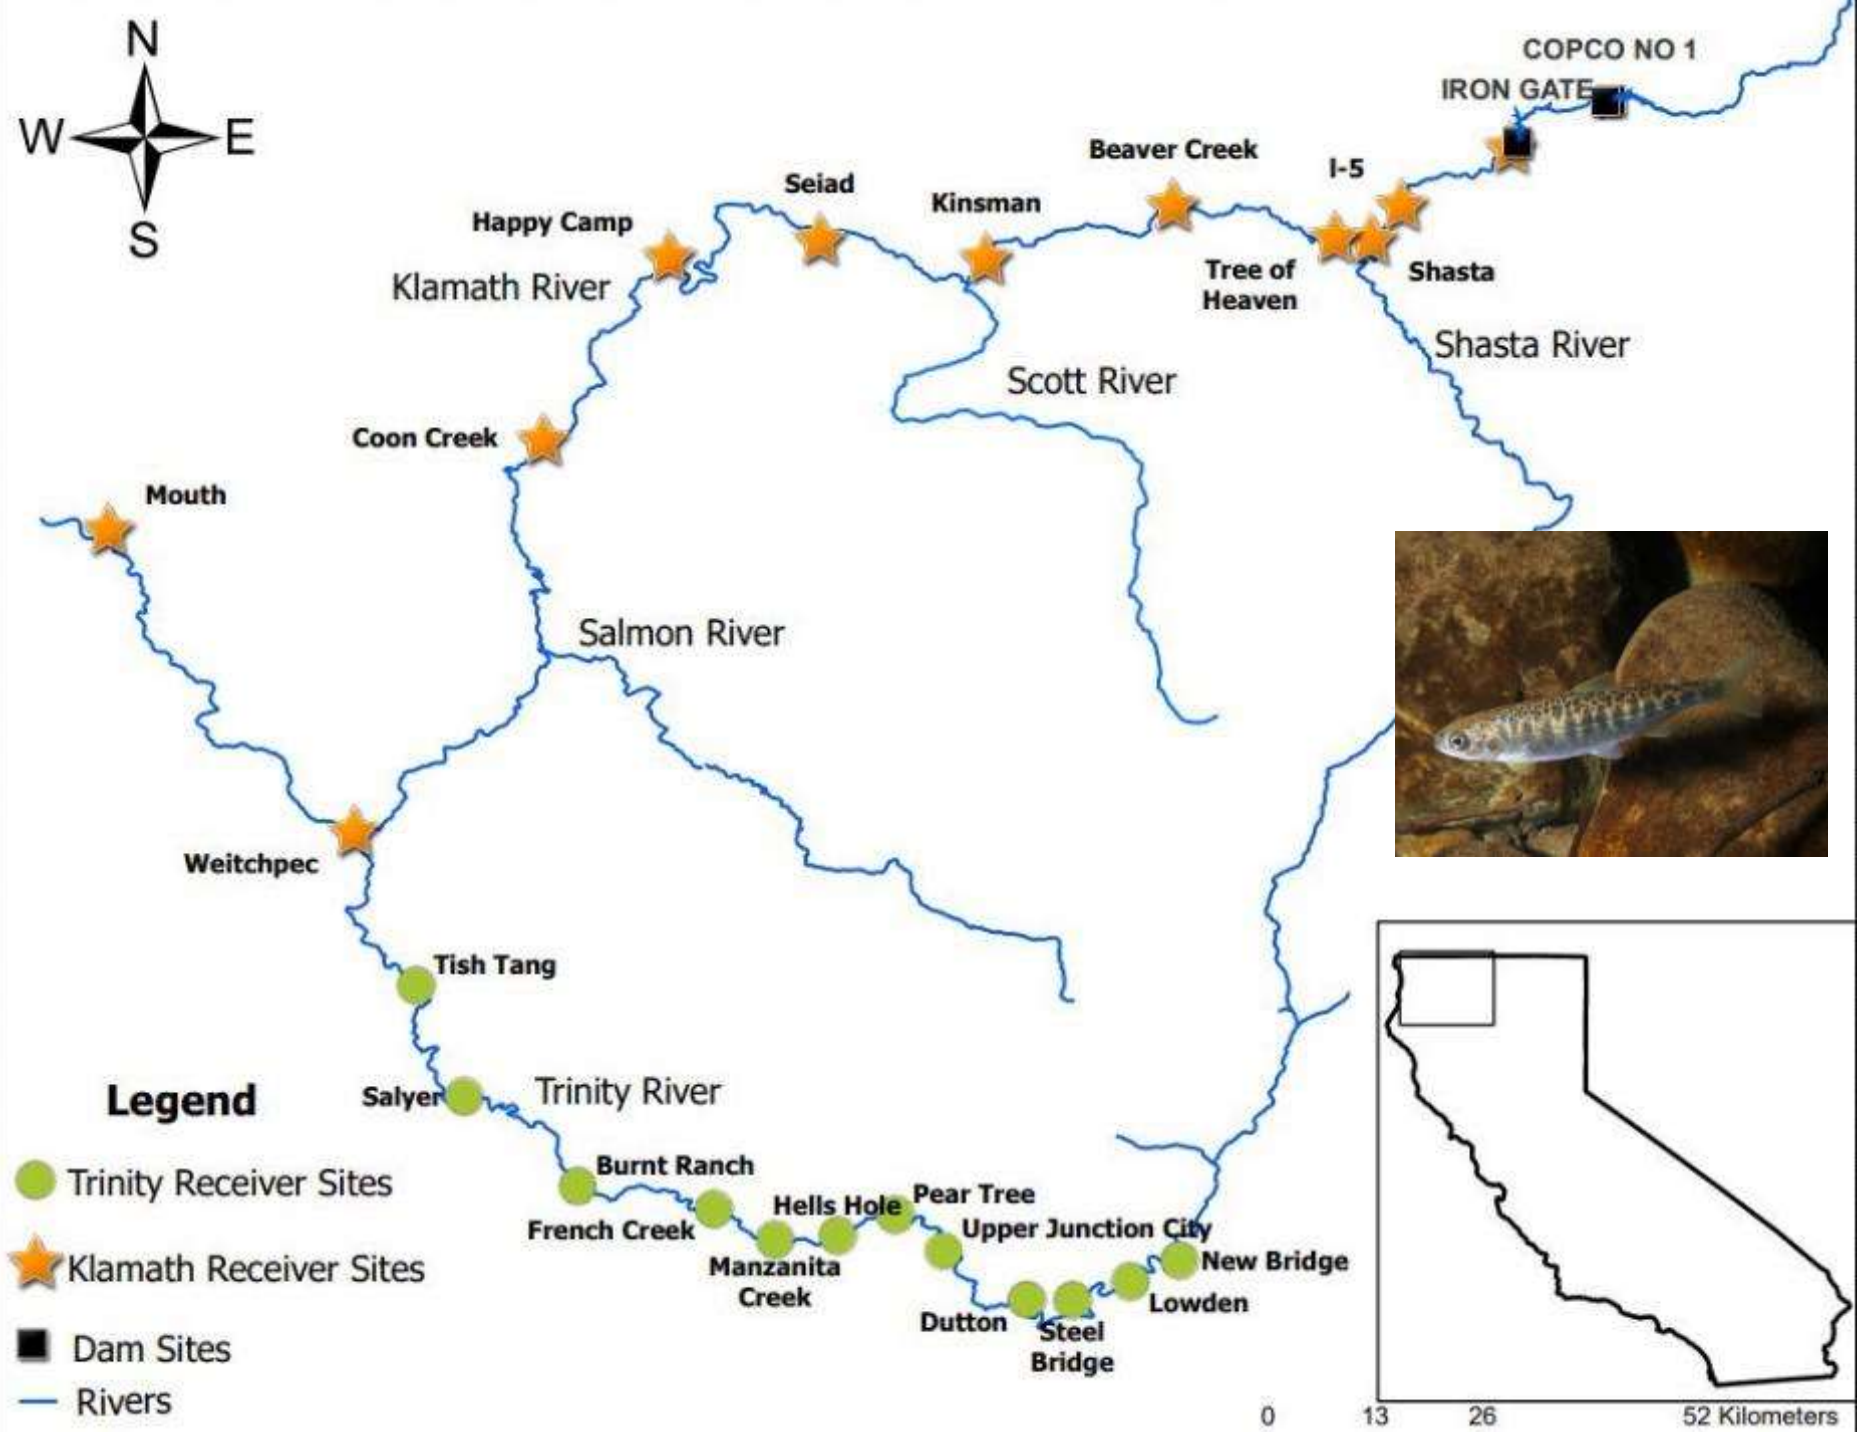 N
COPCO NO 1
IRON GATE
W
E
Beaver Creek
I-5
Seiad
Kinsman
S
Happy Camp
Tree of
Heaven
Shasta
Klamath River
Shasta River
Scott River
Coon Creek
Mouth
Salmon River
Weitchpec
Tish Tang
Legend
Salyer
Trinity River
Trinity Receiver Sites
Burnt Ranch
Hells Hole
Pear Tree
French Creek
Upper Junction City
Klamath Receiver Sites
Manzanita
Creek
New Bridge
Lowden
Dutton
Steel
Bridge
Dam Sites
Rivers
0 13 26 52 Kilometers